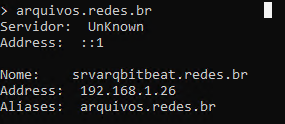 > arquivos.redes.br
Servidor:  UnKnown
Address:  ::1

Nome:    srvarqbitbeat.redes.br
Address:  192.168.1.26
Aliases:  arquivos.redes.br